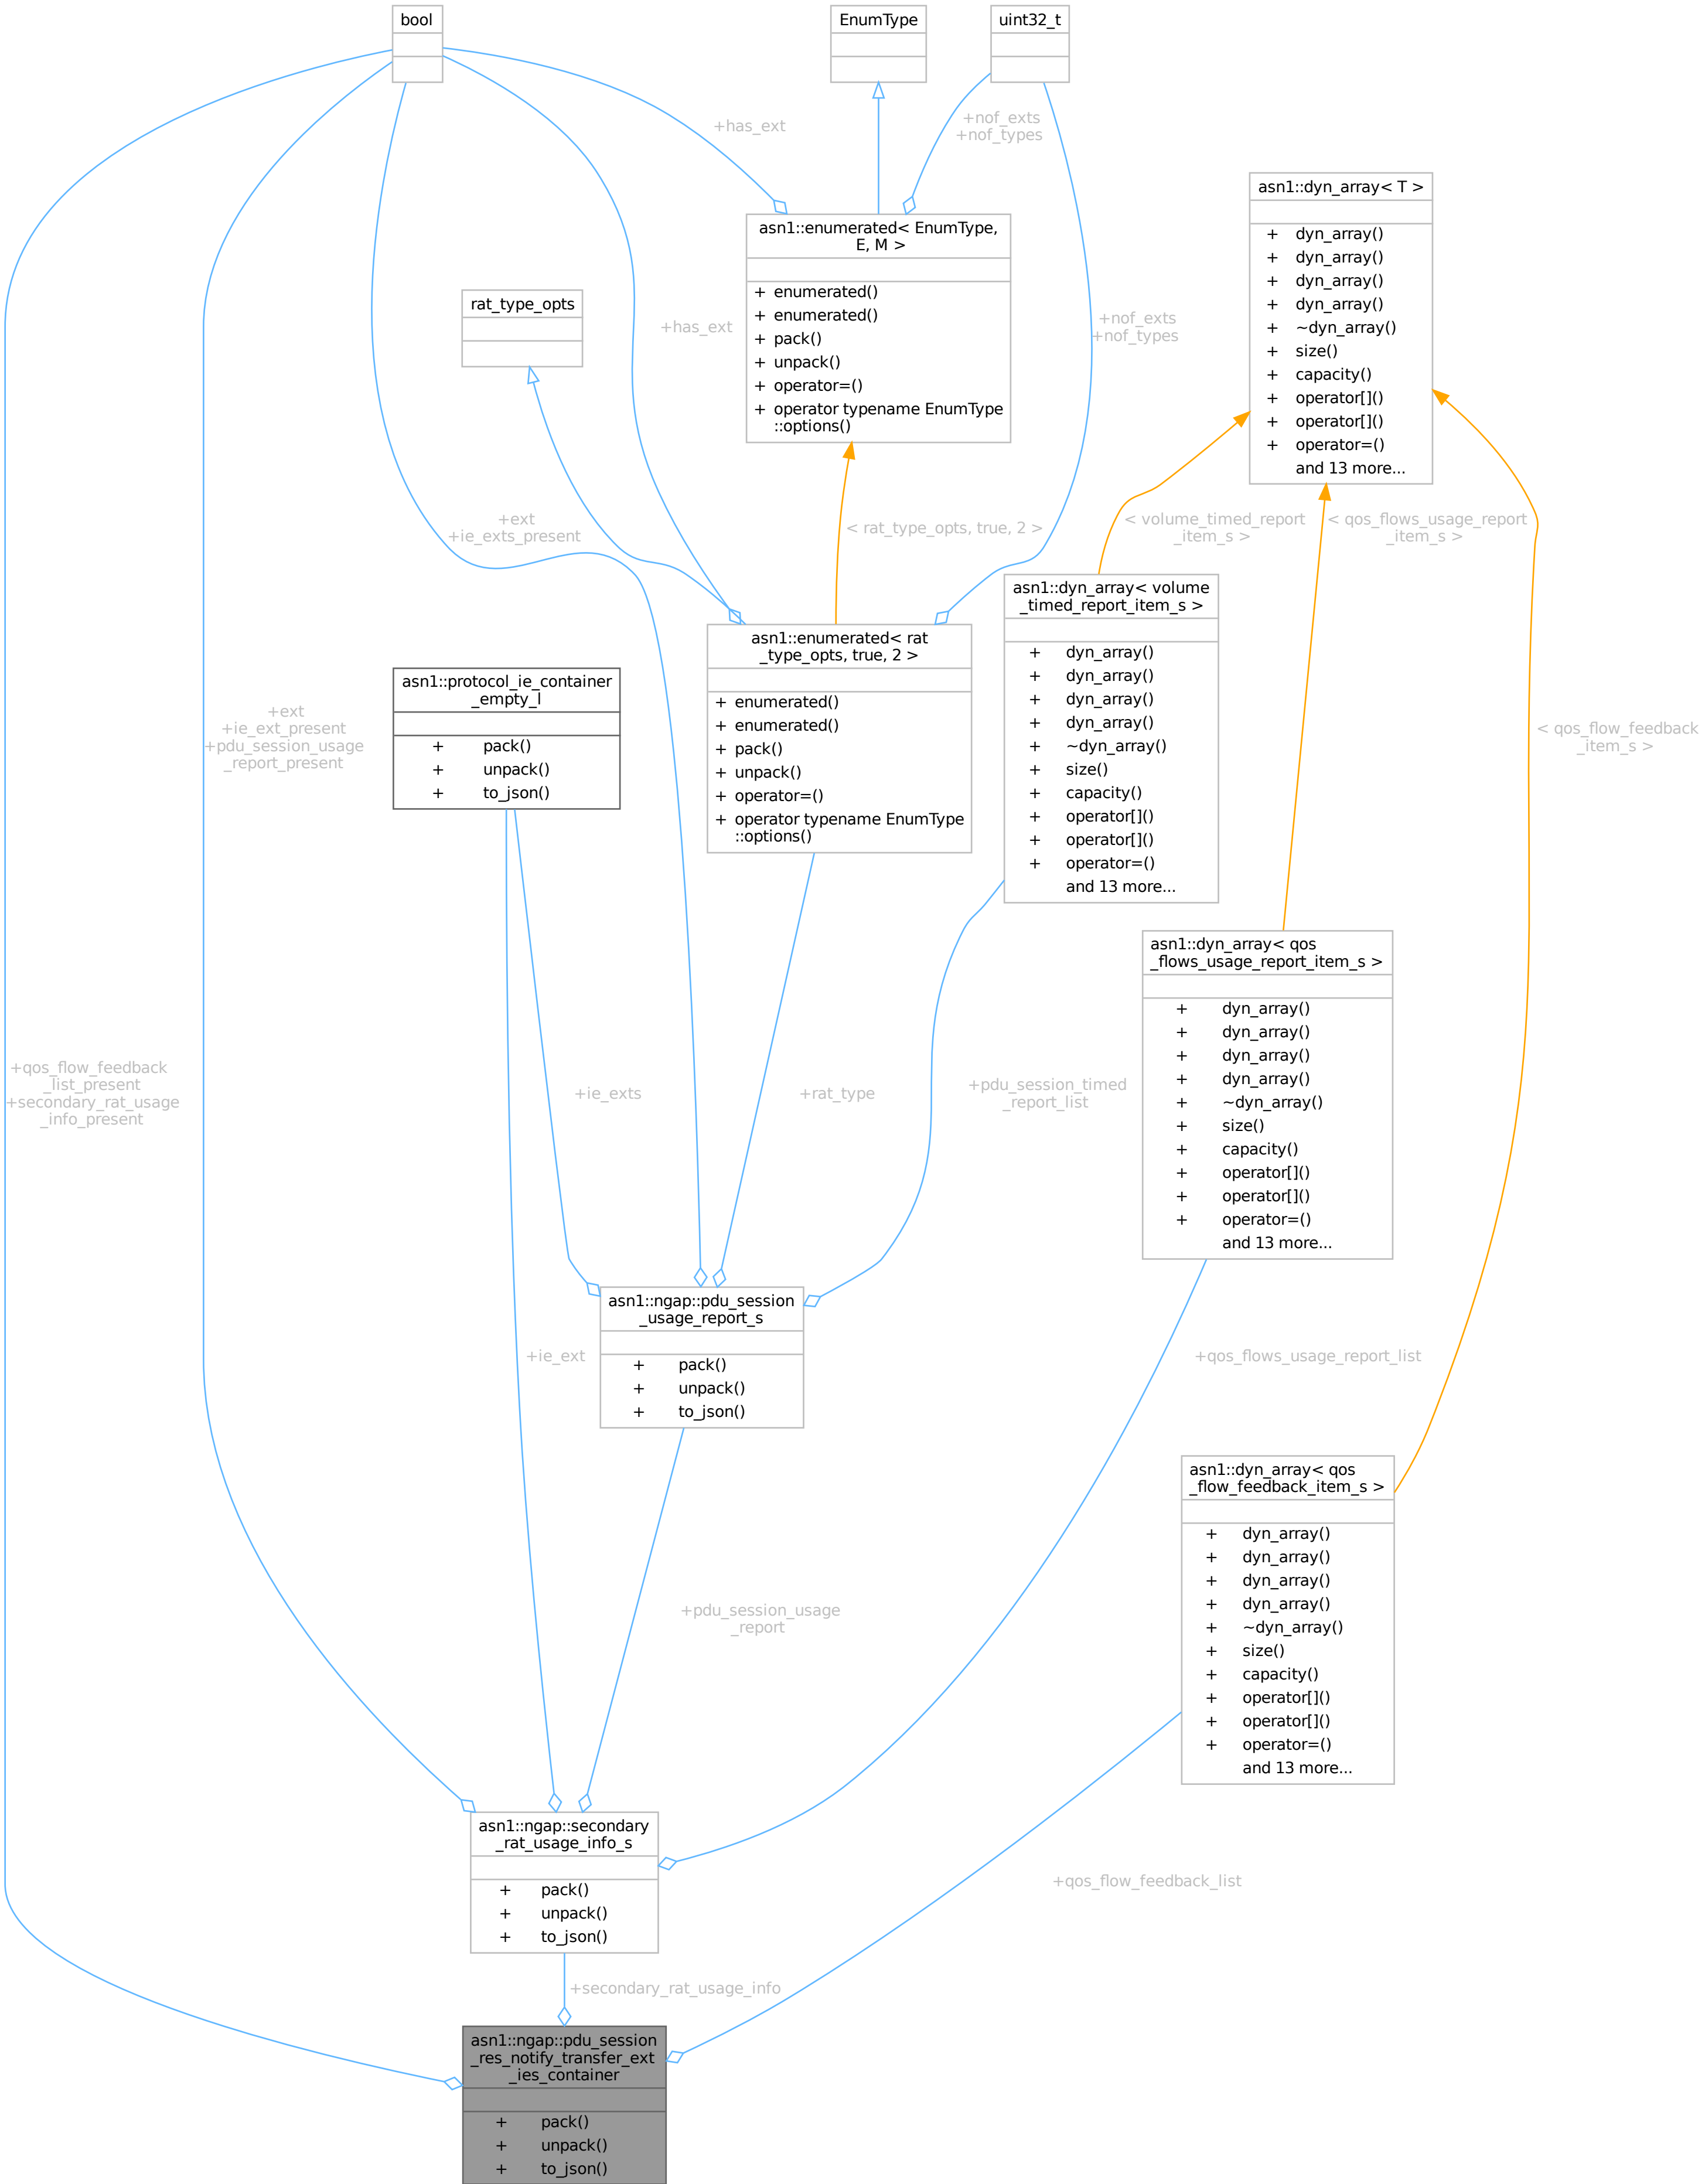 bool
EnumType
uint32_t
+has_ext
+nof_exts
+nof_types
asn1::dyn_array< T >
+ dyn_array()
+ dyn_array()
+ dyn_array()
+ dyn_array()
+ ~dyn_array()
+ size()
+ capacity()
+ operator[]()
+ operator[]()
+ operator=()
and 13 more...
asn1::enumerated< EnumType,
E, M >
+ enumerated()
+ enumerated()
+ pack()
+ unpack()
+ operator=()
+ operator typename EnumType
::options()
rat_type_opts
+has_ext
+nof_exts
+nof_types
+ext
+ie_exts_present
< rat_type_opts, true, 2 >
< volume_timed_report
_item_s >
< qos_flows_usage_report
_item_s >
asn1::dyn_array< volume
_timed_report_item_s >
+ dyn_array()
+ dyn_array()
+ dyn_array()
+ dyn_array()
+ ~dyn_array()
+ size()
+ capacity()
+ operator[]()
+ operator[]()
+ operator=()
and 13 more...
asn1::enumerated< rat
_type_opts, true, 2 >
+ enumerated()
+ enumerated()
+ pack()
+ unpack()
+ operator=()
+ operator typename EnumType
::options()
asn1::protocol_ie_container
_empty_l
+ pack()
+ unpack()
+ to_json()
+ext
+ie_ext_present
+pdu_session_usage
_report_present
< qos_flow_feedback
_item_s >
asn1::dyn_array< qos
_flows_usage_report_item_s >
+ dyn_array()
+ dyn_array()
+ dyn_array()
+ dyn_array()
+ ~dyn_array()
+ size()
+ capacity()
+ operator[]()
+ operator[]()
+ operator=()
and 13 more...
+qos_flow_feedback
_list_present
+secondary_rat_usage
_info_present
+ie_exts
+rat_type
+pdu_session_timed
_report_list
asn1::ngap::pdu_session
_usage_report_s
+ pack()
+ unpack()
+ to_json()
+ie_ext
+qos_flows_usage_report_list
asn1::dyn_array< qos
_flow_feedback_item_s >
+ dyn_array()
+ dyn_array()
+ dyn_array()
+ dyn_array()
+ ~dyn_array()
+ size()
+ capacity()
+ operator[]()
+ operator[]()
+ operator=()
and 13 more...
+pdu_session_usage
_report
asn1::ngap::secondary
_rat_usage_info_s
+ pack()
+ unpack()
+ to_json()
+qos_flow_feedback_list
+secondary_rat_usage_info
asn1::ngap::pdu_session
_res_notify_transfer_ext
_ies_container
+ pack()
+ unpack()
+ to_json()